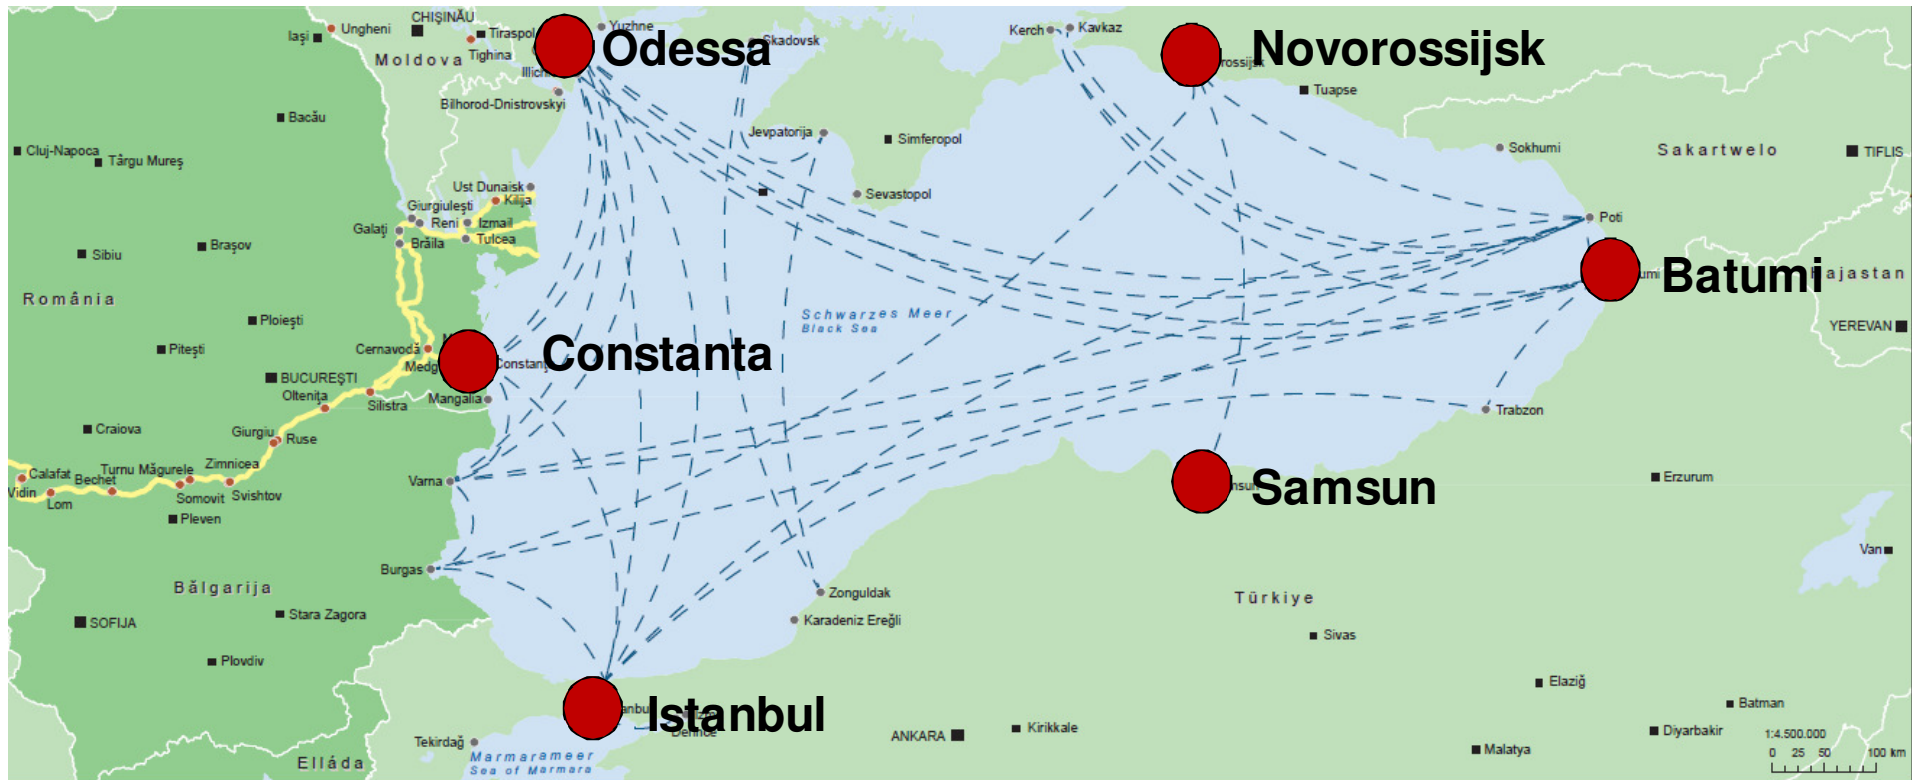 CHIŞINĂU
Ungheni
Iaşi
Tiraspol
Moldova
Tighina
Yuzhne
Odessa
Skadovsk
Kerch
Kavkaz
Novorossijsk
Tuapse
Bilhorod-Dnistrovskyi
Bacău
Jevpatorija
Simferopol
Sokhumi
Sakartwelo
TIFLIS
Cluj-Napoca
Târgu Mureş
Ust Dunaisk
Kilija
Sevastopol
Giurgiuleşti
Reni
Izmail
Poti
Galaţi
Brăila
Tulcea
Sibiu
Braşov
Batumi
România
Schwarzes Meer
Black Sea
Ploieşti
YEREVAN
Piteşti
Cernavodă
Constanta
BUCUREŞTI
Olteniţa
Silistra
Mangalia
Trabzon
Craiova
Giurgiu
Ruse
Zimnicea
Turnu Măgurele
Calafat
Bechet
Vidin
Lom
Somovit
Svishtov
Varna
Samsun
Erzurum
Pleven
Van
Burgas
Bălgarija
Zonguldak
Türkiye
Stara Zagora
Karadeniz Ereğli
SOFIJA
Sivas
Plovdiv
Elaziğ
Istanbul
Batman
Kirikkale
ANKARA
Diyarbakir
Tekirdağ
Malatya
Marmarameer
Sea of Marmara
Elláda
1:4.500.000
0 25 50 100 km